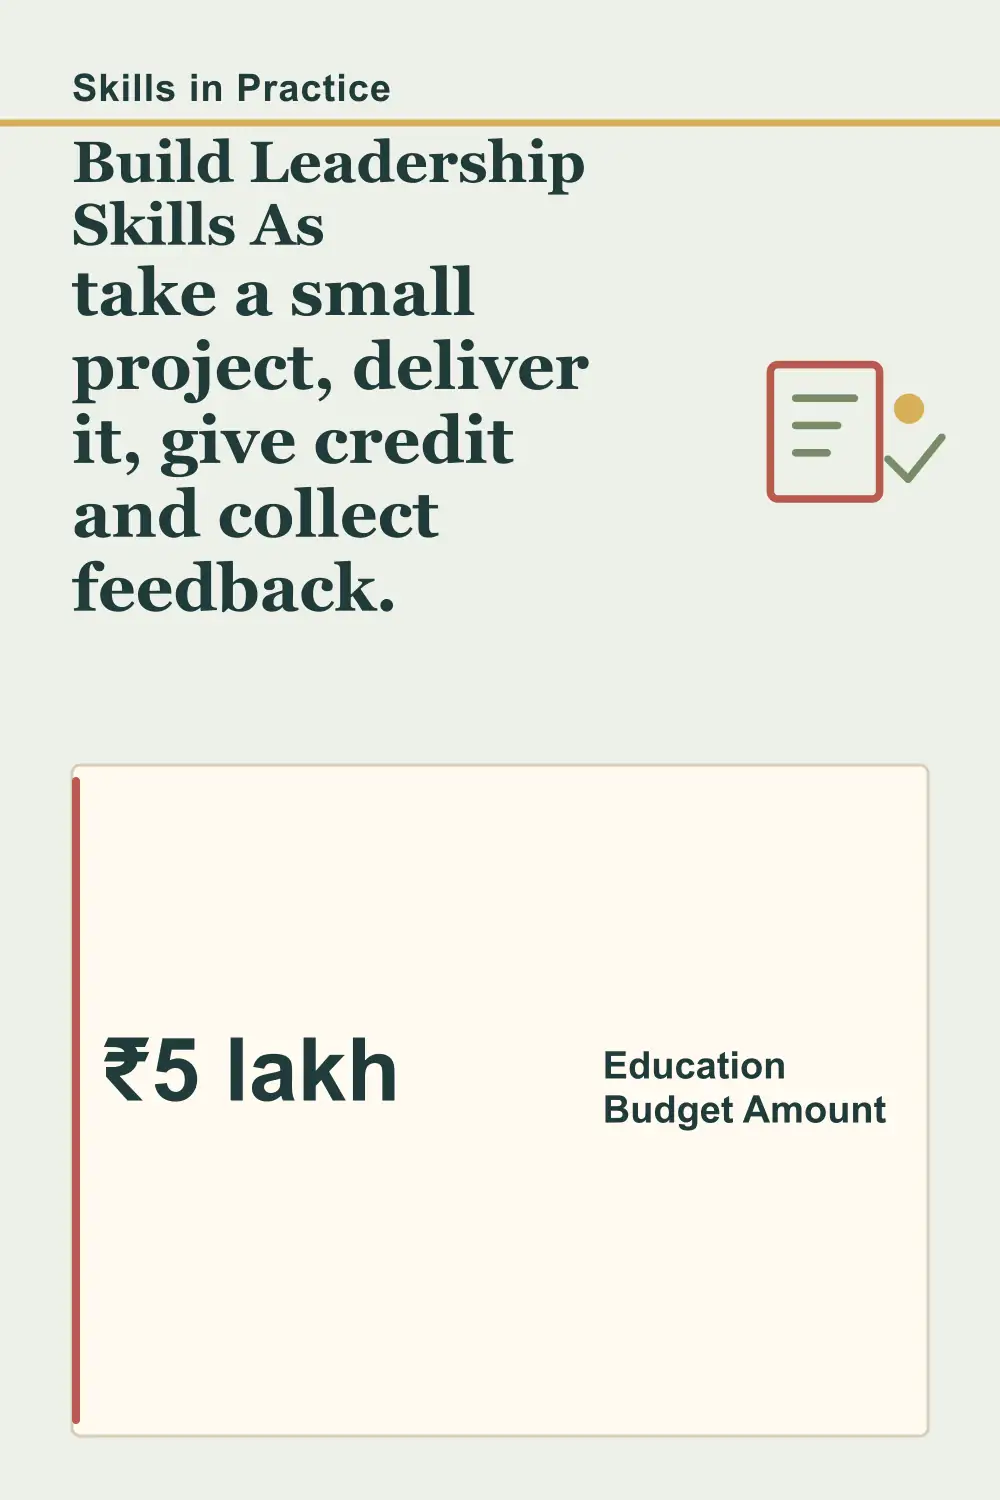 Skills in Practice
Build Leadership
Skills As
take a small
project, deliver
it, give credit
and collect
feedback.
₹5 lakh
Education
Budget Amount